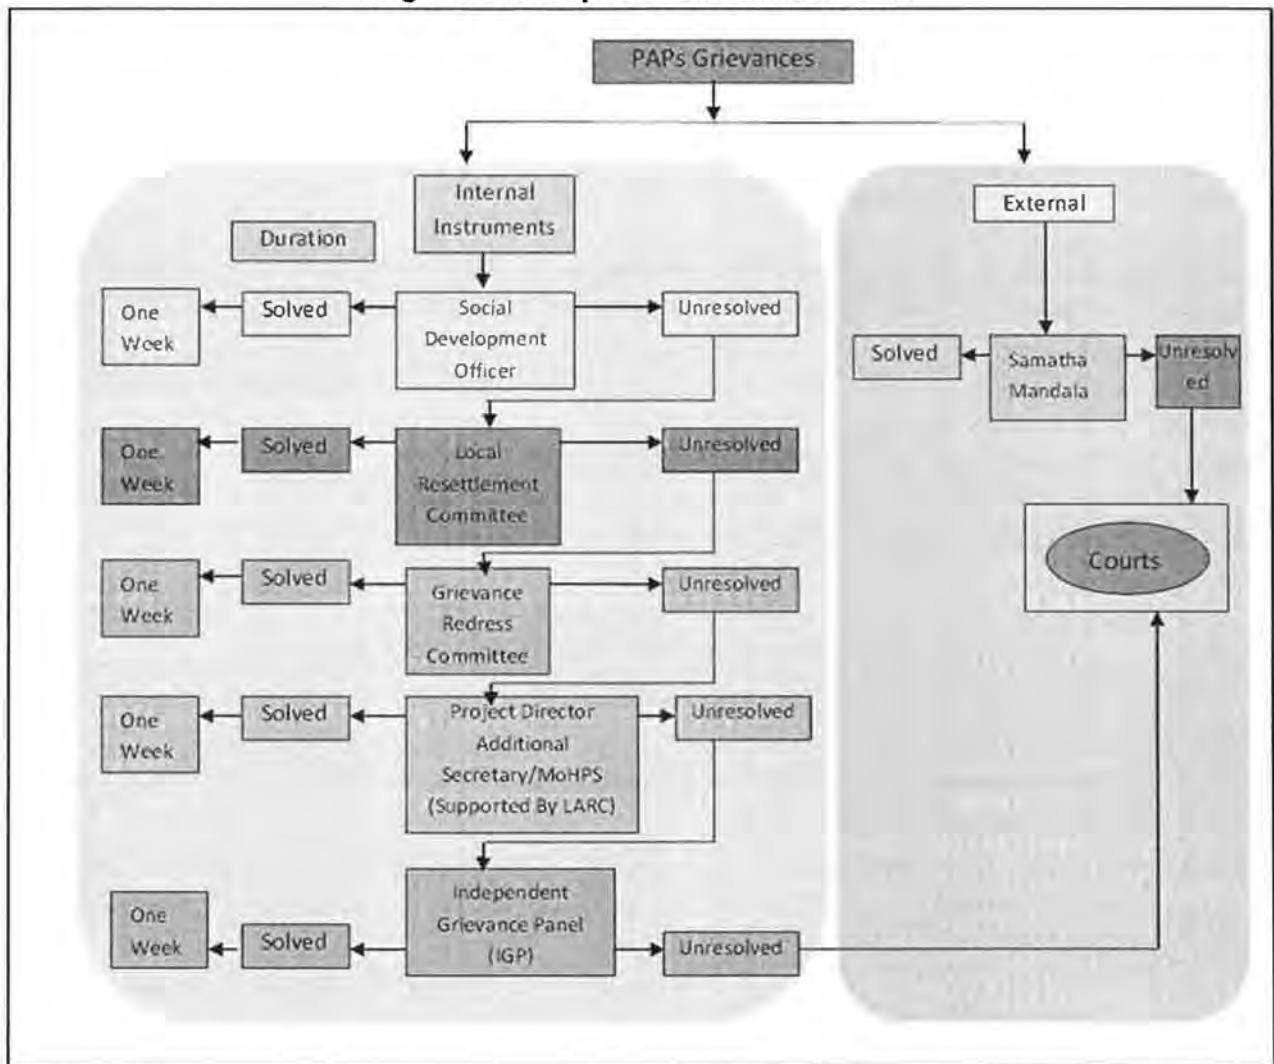 PAPs Grievances
Internal
Instruments
External
Duration
One
Week
Solved
Social
Development
Officer
Unresolved
Solved
Samatha
Mandala
Unresolv
ed
One
Week
Solved
Local
Resettlement
Committee
Unresolved
Courts
One
Week
Solved
Grievance
Redress
Committee
Unresolved
One
Week
Solved
Project Director
Additional
Secretary/MoHPS
(Supported By LARC)
Unresolved
One
Week
Solved
Independent
Grievance Panel
(IGP)
Unresolved